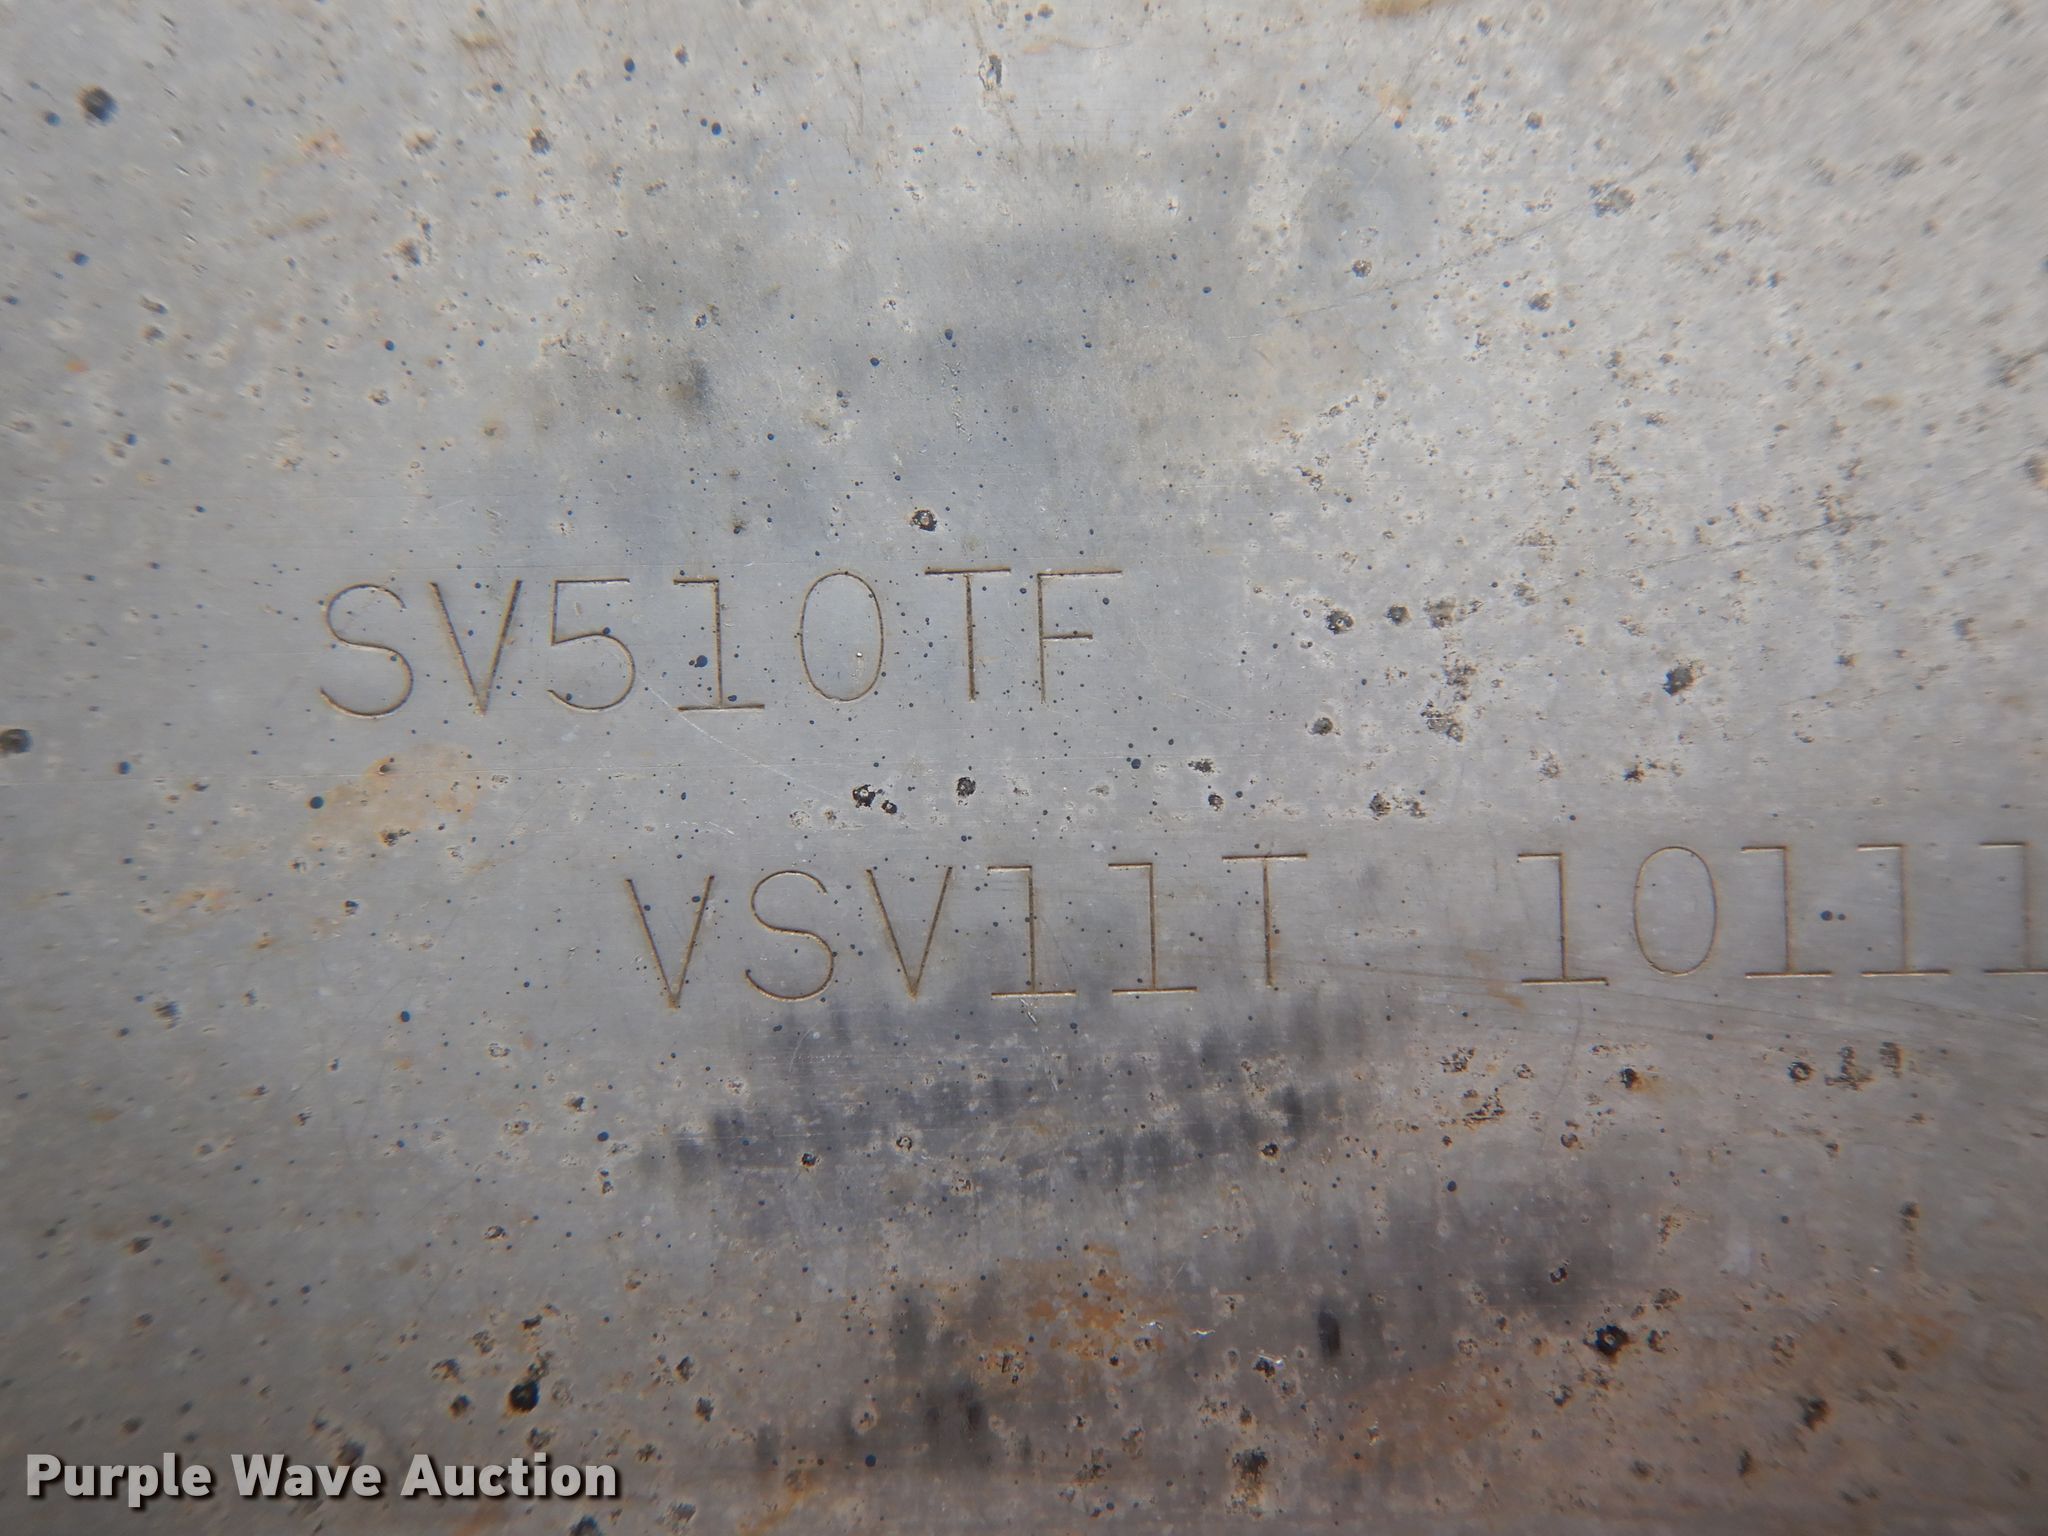 SV510TF
VSV11T 10111
Purple Wave Auction